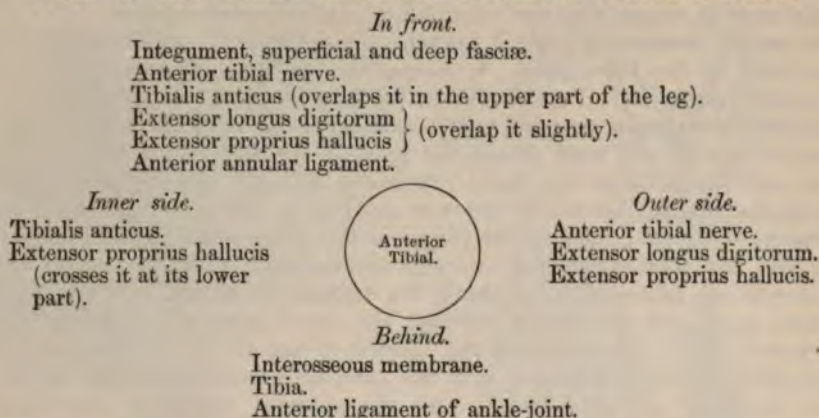 In front.
Integument, superficial and deep fasciæ.
Anterior tibial nerve.
Tibialis anticus (overlaps it in the upper part of the leg).
Extensor longus digitorum } (overlap it slightly).
Extensor proprius hallucis
Anterior annular ligament.
Inner side.
Tibialis anticus.
Extensor proprius hallucis
(crosses it at its lower
part).
Anterior
Tibial.
Outer side.
Anterior tibial nerve.
Extensor longus digitorum.
Extensor proprius hallucis.
Behind.
Interosseous membrane.
Tibia.
Anterior ligament of ankle-joint.